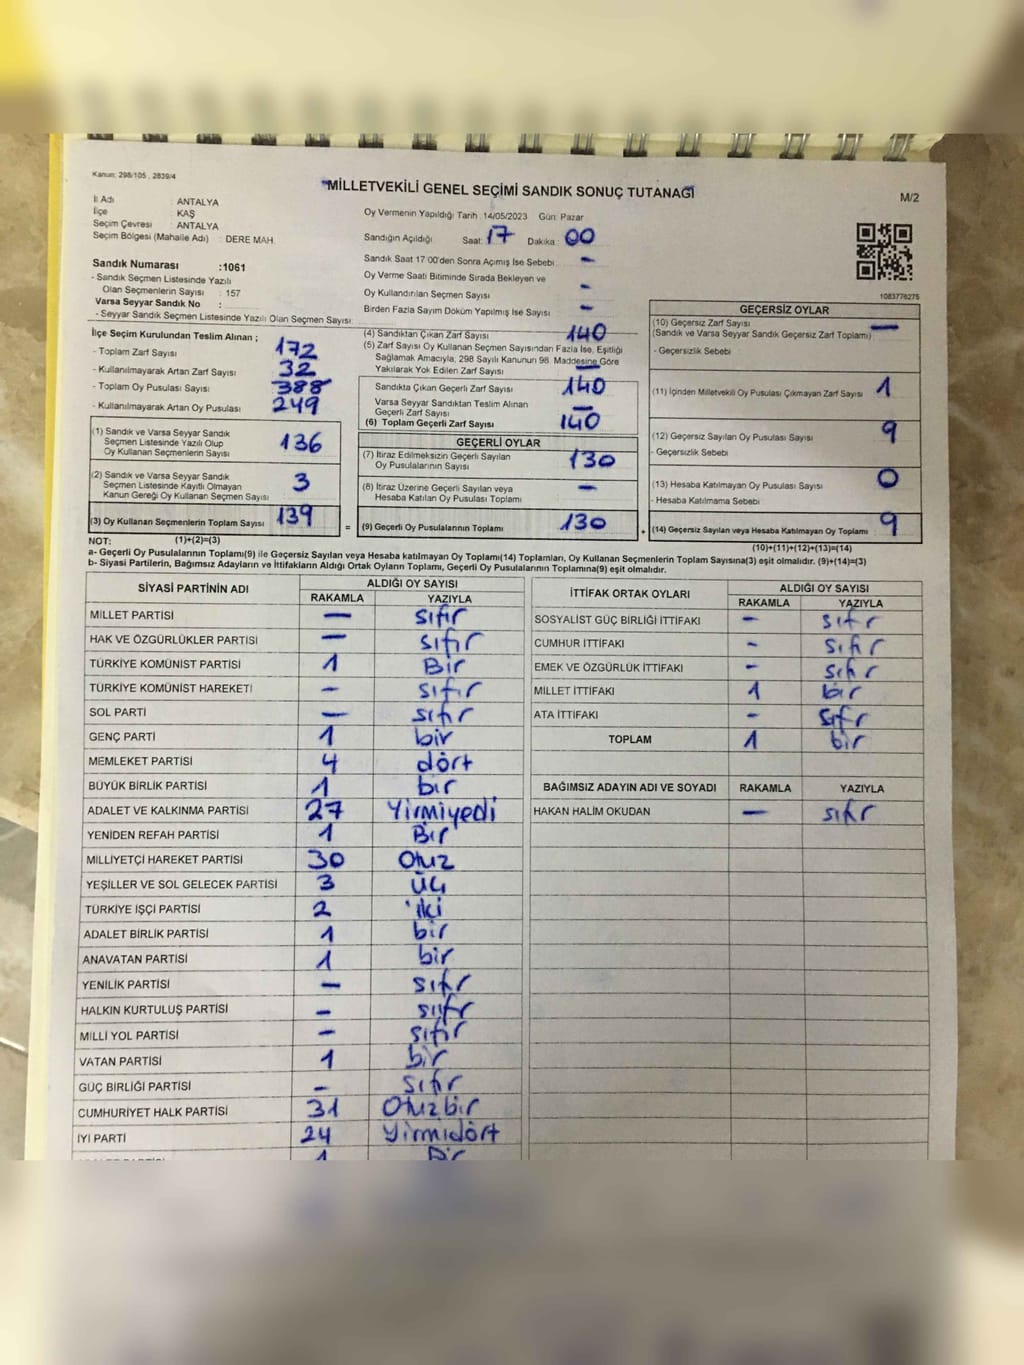 Kanun: 298/105 , 2839/4
MİLLETVEKİLİ GENEL SEÇİMİ SANDIK SONUÇ TUTANAĞI
M/2
İl Adı : ANTALYA
İlçe : KAŞ
Seçim Çevresi : ANTALYA
Seçim Bölgesi (Mahalle Adı) : DERE MAH.
Sandık Numarası :1061
- Sandık Seçmen Listesinde Yazılı
Olan Seçmenlerin Sayısı : 157
Varsa Seyyar Sandık No :
- Seyyar Sandık Seçmen Listesinde Yazılı Olan Seçmen Sayısı:
Oy Vermenin Yapıldığı Tarih :14/05/2023 Gün: Pazar
Sandığın Açıldığı Saat: 17 Dakika: 00
Sandık Saat 17:00'den Sonra Açılmış İse Sebebi: -
Oy Verme Saati Bitiminde Sırada Bekleyen ve
Oy Kullandırılan Seçmen Sayısı -
Birden Fazla Sayım Döküm Yapılmış İse Sayısı -
1083776275
İlçe Seçim Kurulundan Teslim Alınan ;
- Toplam Zarf Sayısı : 172
- Kullanılmayarak Artan Zarf Sayısı : 32
- Toplam Oy Pusulası Sayısı : 388
- Kullanılmayarak Artan Oy Pusulası : 249
(1) Sandık ve Varsa Seyyar Sandık
Seçmen Listesinde Yazılı Olup
Oy Kullanan Seçmenlerin Sayısı 136
(2) Sandık ve Varsa Seyyar Sandık
Seçmen Listesinde Kayıtlı Olmayan
Kanun Gereği Oy Kullanan Seçmen Sayısı 3
(3) Oy Kullanan Seçmenlerin Toplam Sayısı 139
(1)+(2)=(3)
(4) Sandıktan Çıkan Zarf Sayısı 140
(5) Zarf Sayısı Oy Kullanan Seçmen Sayısından Fazla İse, Eşitliği
Sağlamak Amacıyla, 298 Sayılı Kanunun 98. Maddesine Göre
Yakılarak Yok Edilen Zarf Sayısı -
Sandıkta Çıkan Geçerli Zarf Sayısı 140
Varsa Seyyar Sandıktan Teslim Alınan
Geçerli Zarf Sayısı -
(6) Toplam Geçerli Zarf Sayısı 140
GEÇERLİ OYLAR
(7) İtiraz Edilmeksizin Geçerli Sayılan
Oy Pusulalarının Sayısı 130
(8) İtiraz Üzerine Geçerli Sayılan veya
Hesaba Katılan Oy Pusulası Toplamı -
= (9) Geçerli Oy Pusulalarının Toplamı 130 +
GEÇERSİZ OYLAR
(10) Geçersiz Zarf Sayısı -
(Sandık ve Varsa Seyyar Sandık Geçersiz Zarf Toplamı)
- Geçersizlik Sebebi :
(11) İçinden Milletvekili Oy Pusulası Çıkmayan Zarf Sayısı 1
(12) Geçersiz Sayılan Oy Pusulası Sayısı 9
- Geçersizlik Sebebi
(13) Hesaba Katılmayan Oy Pusulası Sayısı 0
- Hesaba Katılmama Sebebi
(14) Geçersiz Sayılan veya Hesaba Katılmayan Oy Toplamı 9
(10)+(11)+(12)+(13)=(14)
NOT:
a- Geçerli Oy Pusulalarının Toplamı(9) ile Geçersiz Sayılan veya Hesaba katılmayan Oy Toplamı(14) Toplamları, Oy Kullanan Seçmenlerin Toplam Sayısına(3) eşit olmalıdır. (9)+(14)=(3)
b- Siyasi Partilerin, Bağımsız Adayların ve İttifakların Aldığı Ortak Oyların Toplamı, Geçerli Oy Pusulalarının Toplamına(9) eşit olmalıdır.
SİYASİ PARTİNİN ADI ALDIĞI OY SAYISI
RAKAMLA YAZIYLA
MİLLET PARTİSİ - sıfır
HAK VE ÖZGÜRLÜKLER PARTİSİ - sıfır
TÜRKİYE KOMÜNİST PARTİSİ 1 Bir
TÜRKİYE KOMÜNİST HAREKETİ - sıfır
SOL PARTİ - sıfır
GENÇ PARTİ 1 bir
MEMLEKET PARTİSİ 4 dört
BÜYÜK BİRLİK PARTİSİ 1 bir
ADALET VE KALKINMA PARTİSİ 27 Yirmiyedi
YENİDEN REFAH PARTİSİ 1 Bir
MİLLİYETÇİ HAREKET PARTİSİ 30 Otuz
YEŞİLLER VE SOL GELECEK PARTİSİ 3 üç
TÜRKİYE İŞÇİ PARTİSİ 2 iki
ADALET BİRLİK PARTİSİ 1 bir
ANAVATAN PARTİSİ 1 bir
YENİLİK PARTİSİ - sıfır
HALKIN KURTULUŞ PARTİSİ - sıfır
MİLLİ YOL PARTİSİ - sıfır
VATAN PARTİSİ 1 bir
GÜÇ BİRLİĞİ PARTİSİ - sıfır
CUMHURİYET HALK PARTİSİ 31 Otuzbir
İYİ PARTİ 24 Yirmidört
1 Bir
İTTİFAK ORTAK OYLARI ALDIĞI OY SAYISI
RAKAMLA YAZIYLA
SOSYALİST GÜÇ BİRLİĞİ İTTİFAKI - sıfır
CUMHUR İTTİFAKI - sıfır
EMEK VE ÖZGÜRLÜK İTTİFAKI - sıfır
MİLLET İTTİFAKI 1 bir
ATA İTTİFAKI - sıfır
TOPLAM 1 bir
BAĞIMSIZ ADAYIN ADI VE SOYADI RAKAMLA YAZIYLA
HAKAN HALİM OKUDAN - sıfır